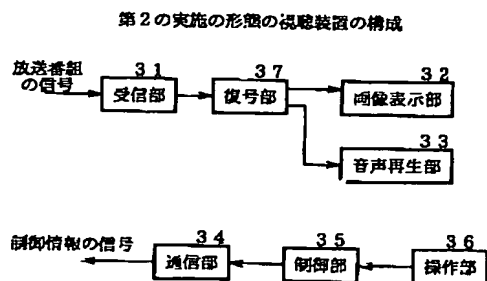 第2の実施の形態の視聴装置の構成
放送番組
の信号
31
受信部
37
復号部
32
画像表示部
33
音声再生部
制御情報の信号
34
通信部
35
制御部
36
操作部